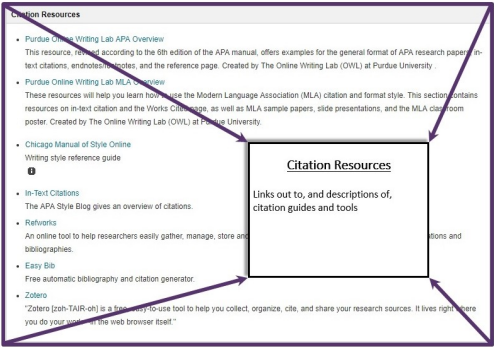 Citation Resources
Purdue Online Writing Lab APA Overview
This resource, revised according to the 6th edition of the APA manual, offers examples for the general format of APA research papers, in-
text citations, endnotes/footnotes, and the reference page. Created by The Online Writing Lab (OWL) at Purdue University .
Purdue Online Writing Lab MLA Overview
These resources will help you learn how to use the Modern Language Association (MLA) citation and format style. This section contains
resources on in-text citation and the Works Cited page, as well as MLA sample papers, slide presentations, and the MLA classroom
poster. Created by The Online Writing Lab (OWL) at Purdue University.
Chicago Manual of Style Online
Writing style reference guide
In-Text Citations
The APA Style Blog gives an overview of citations.
Refworks
An online tool to help researchers easily gather, manage, store and
and
bibliographies.
Easy Bib
Free automatic bibliography and citation generator.
Zotero
"Zotero [zoh-TAIR-oh] is a free, easy-to-use tool to help you collect, organize, cite, and share your research sources. It lives right where
you do your work- in the web browser itself."
Citation Resources
Links out to, and descriptions of,
citation guides and tools